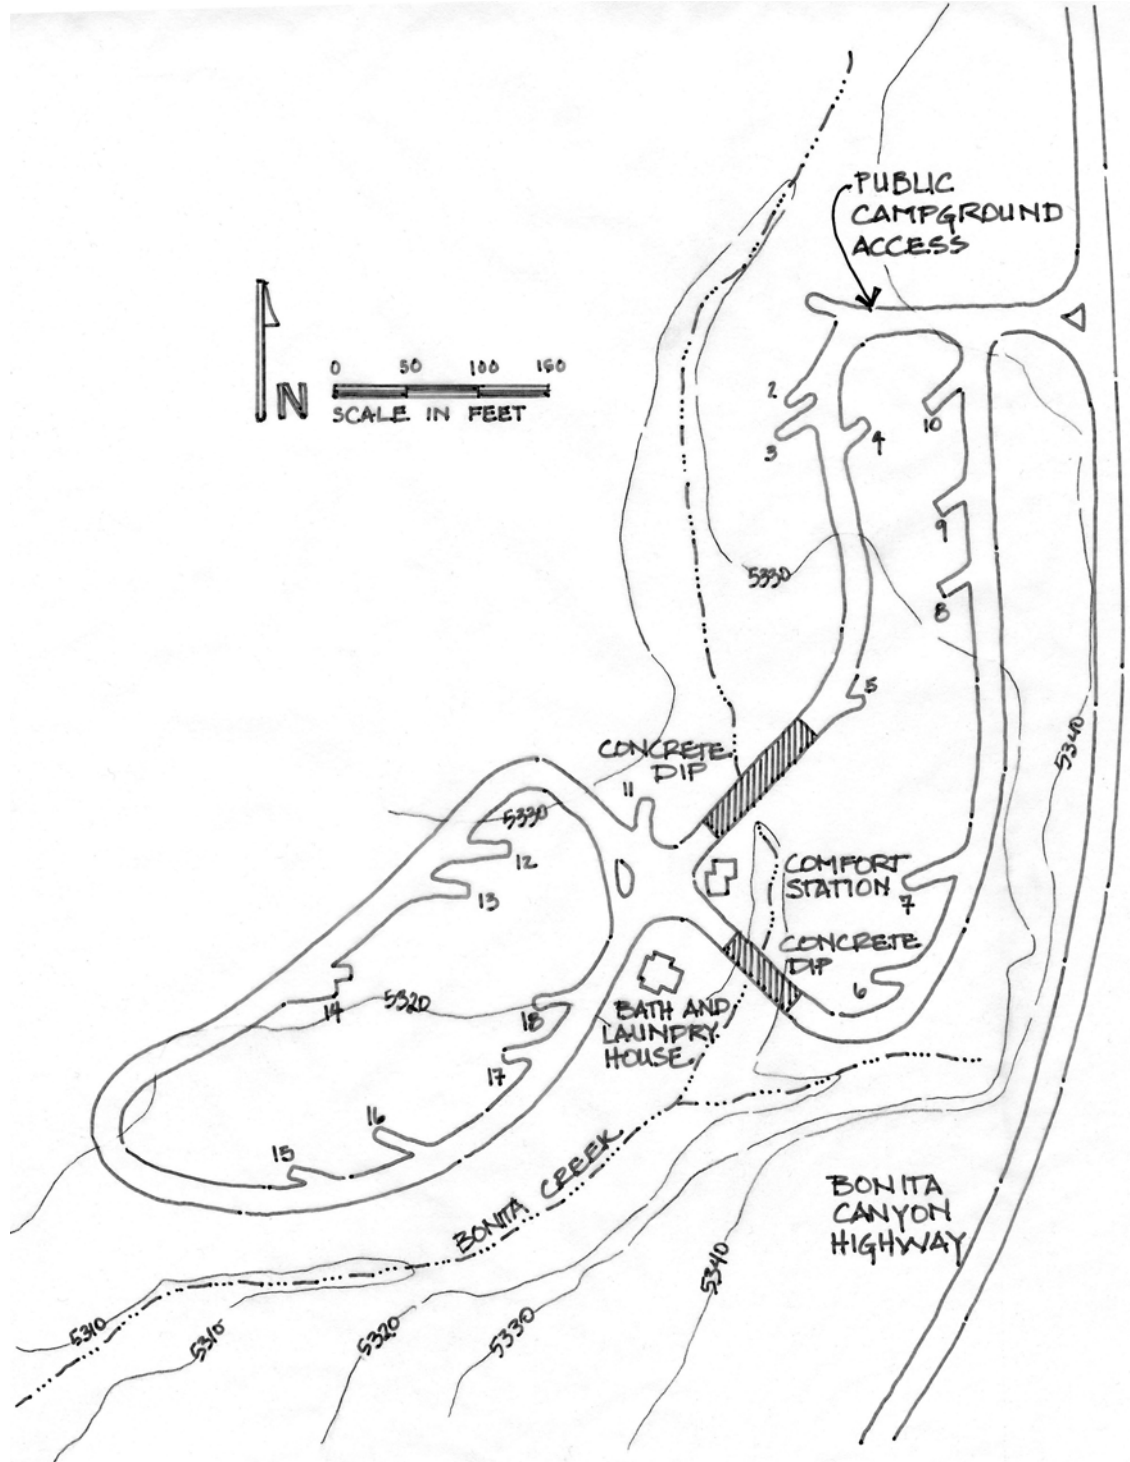 PUBLIC
CAMPGROUND
ACCESS
0 50 100 150
N
SCALE IN FEET
2
3
4
10
9
8
5330
5
5340
CONCRETE
DIP
11
5330
12
13
COMFORT
STATION
7
CONCRETE
DIP
6
14
5320
18
BATH AND
LAUNDRY
HOUSE
17
16
15
BONITA CREEK
BONITA
CANYON
HIGHWAY
5340
5310
5310
5320
5330